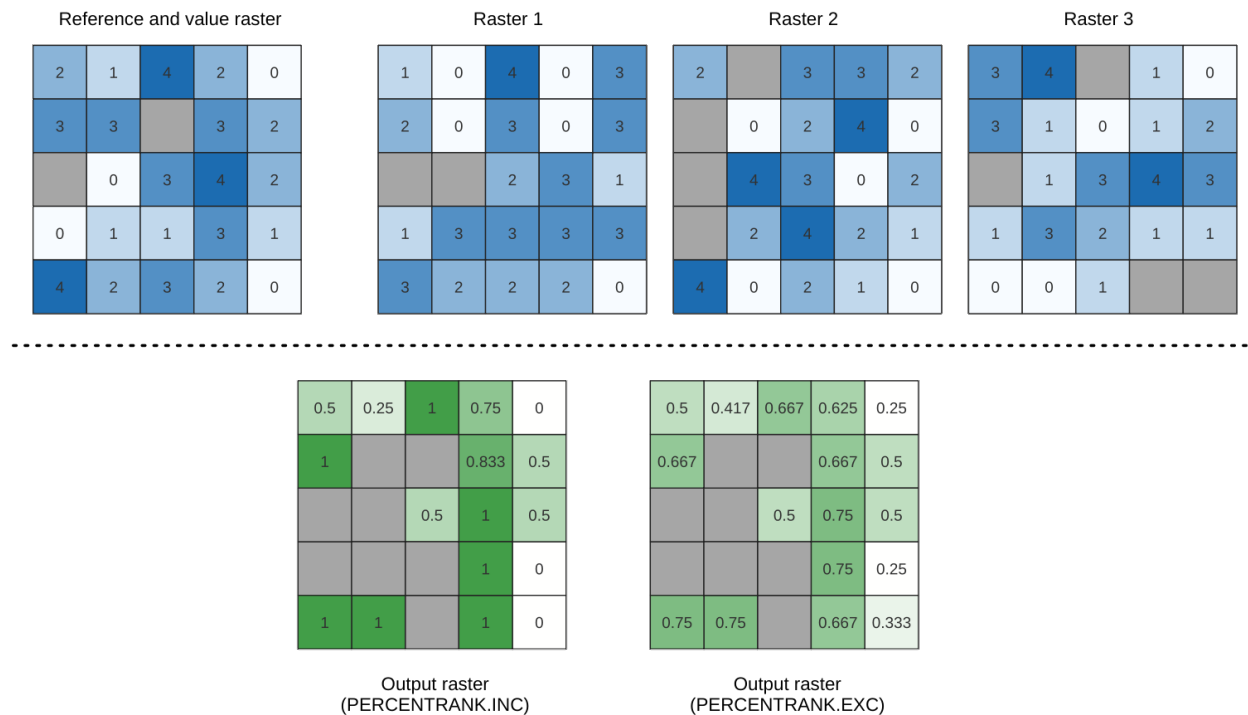 Reference and value raster Raster 1 Raster 2 Raster 3
2 1 4 2 0 1 0 4 0 3 2 3 3 2 3 4 1 0
3 3 3 2 2 0 3 0 3 0 2 4 0 3 1 0 1 2
0 3 4 2 2 3 1 4 3 0 2 1 3 4 3
0 1 1 3 1 1 3 3 3 3 2 4 2 1 1 3 2 1 1
4 2 3 2 0 3 2 2 2 0 4 0 2 1 0 0 0 1
0.5 0.25 1 0.75 0 0.5 0.417 0.667 0.625 0.25
1 0.833 0.5 0.667 0.667 0.5
0.5 1 0.5 0.5 0.75 0.5
1 0 0.75 0.25
1 1 1 0 0.75 0.75 0.667 0.333
Output raster Output raster
(PERCENTRANK.INC) (PERCENTRANK.EXC)